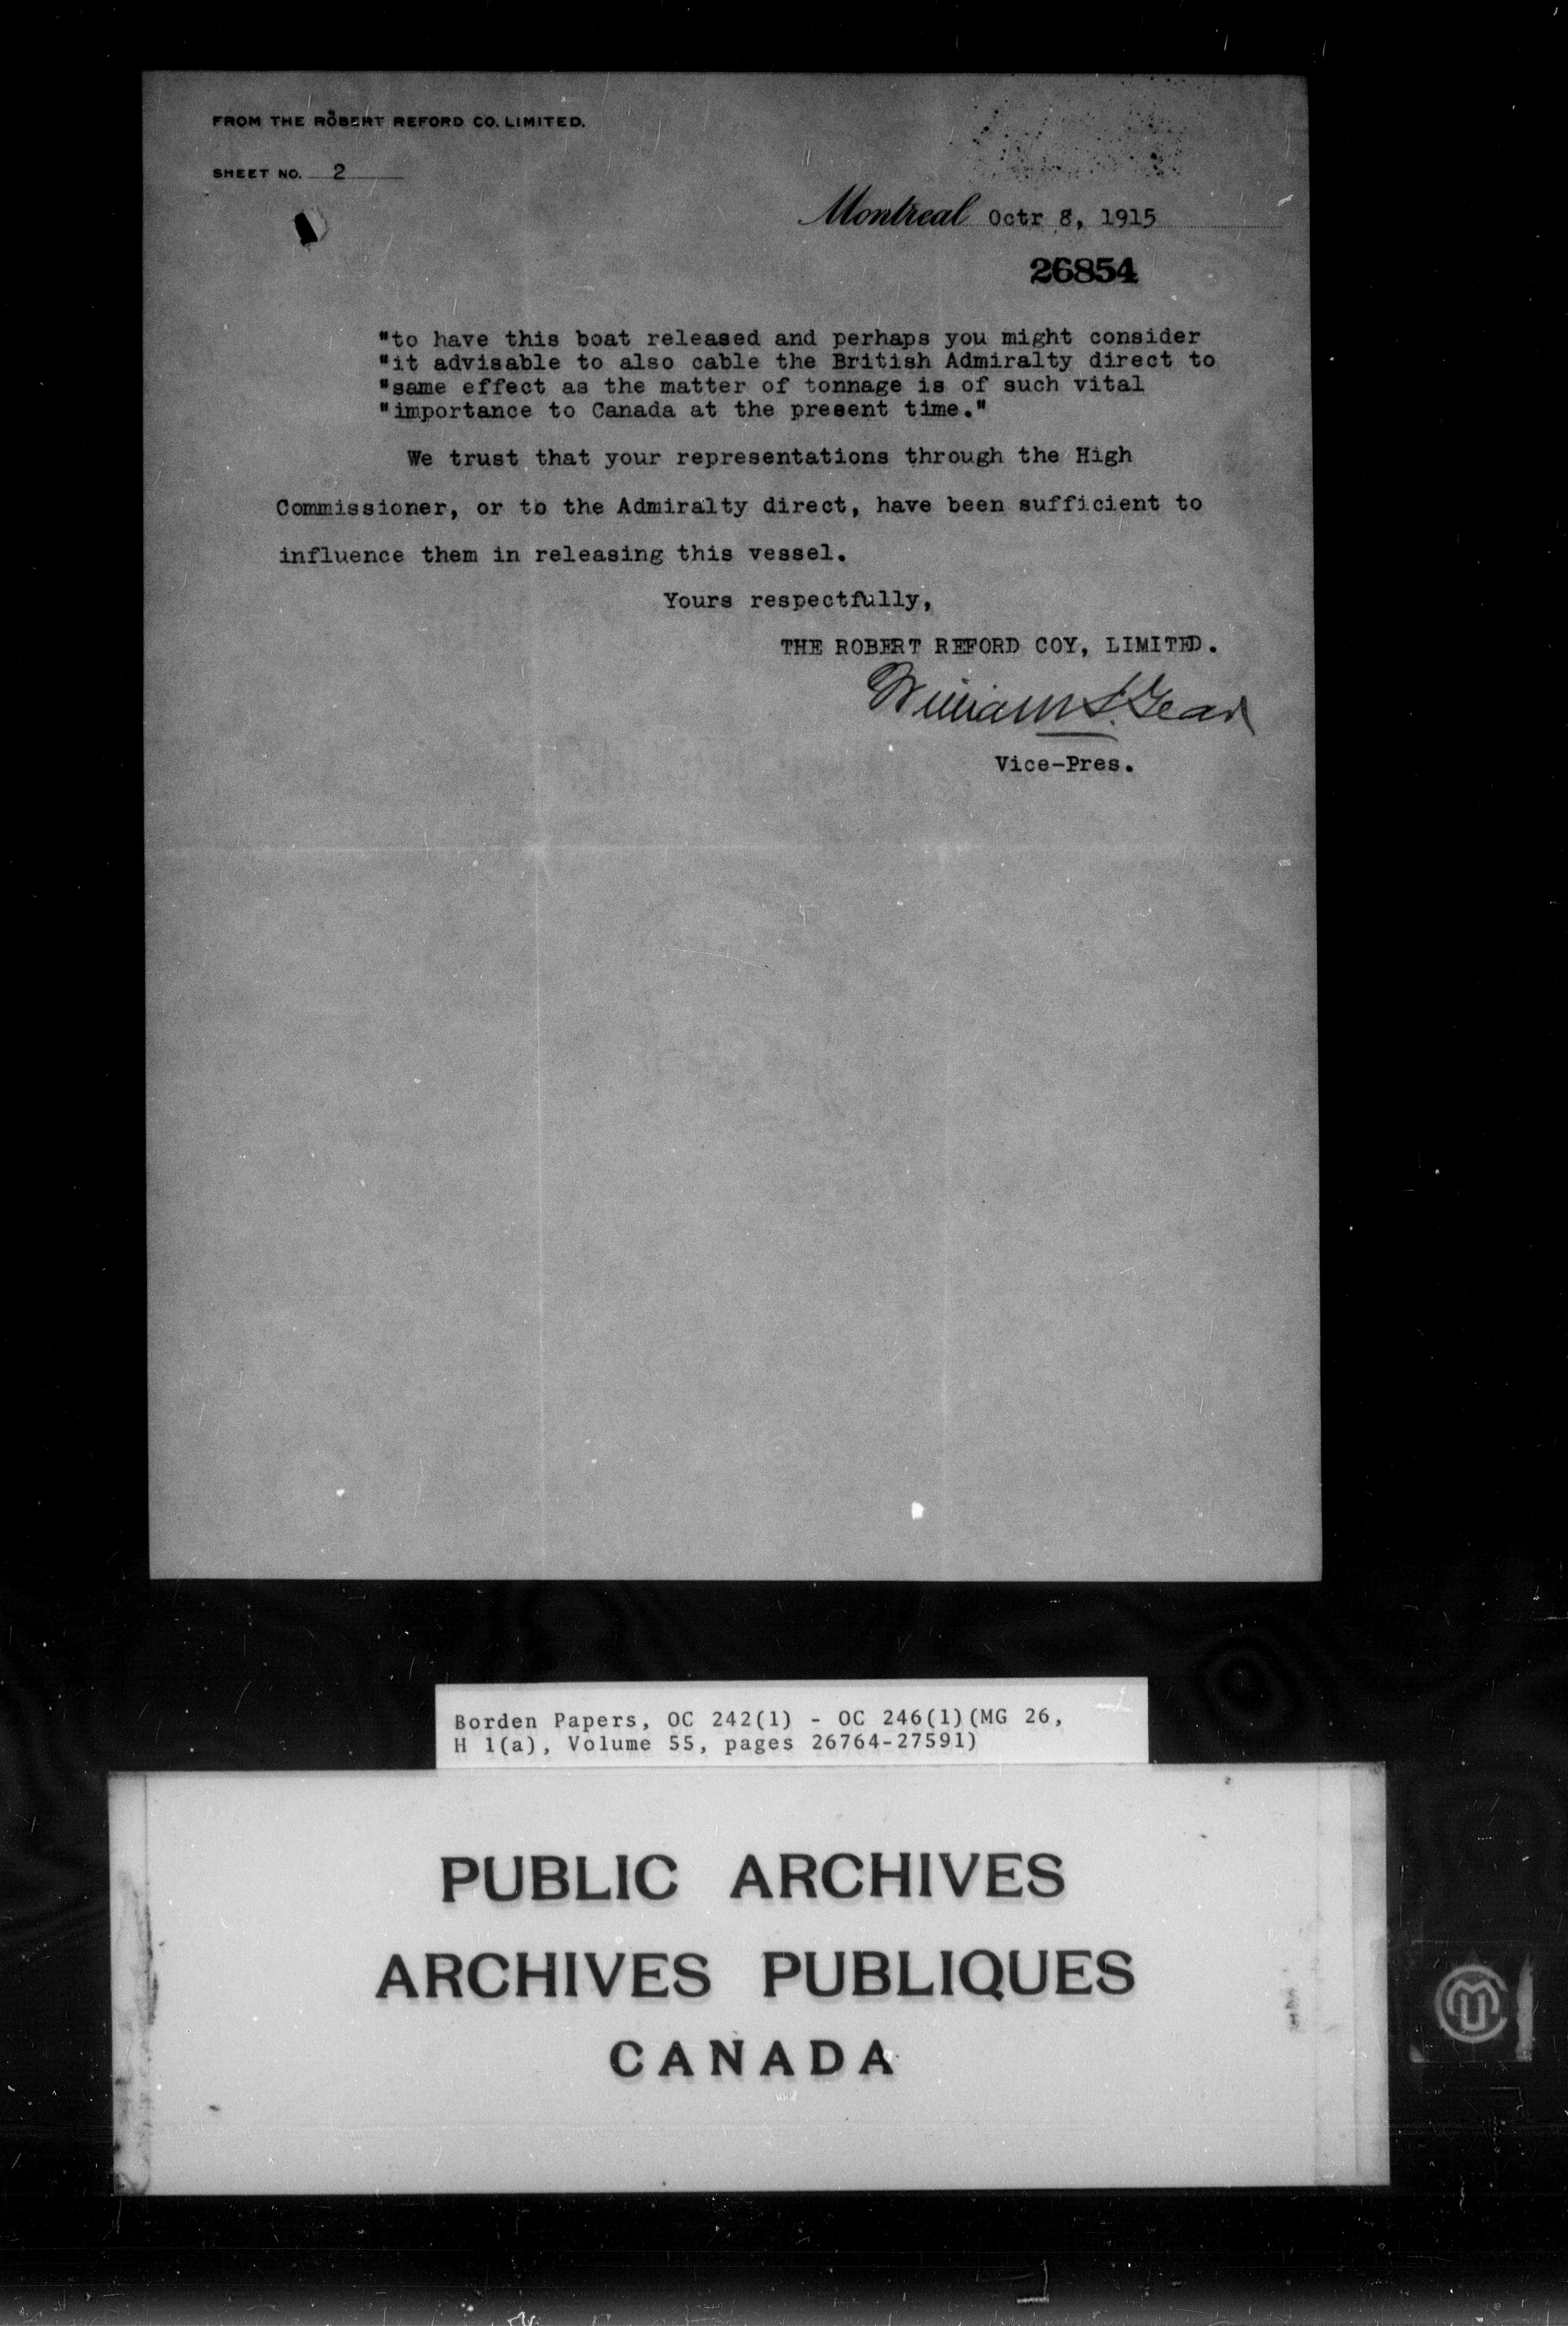 FROM THE ROBERT REFORD CO. LIMITED.
SHEET NO. 2
Montreal Octr 8, 1915
26854
"to have this boat released and perhaps you might consider
"it advisable to also cable the British Admiralty direct to
"same effect as the matter of tonnage is of such vital
"importance to Canada at the present time."
We trust that your representations through the High
Commissioner, or to the Admiralty direct, have been sufficient to
influence them in releasing this vessel.
Yours respectfully,
THE ROBERT REFORD COY, LIMITED.
William I. Gear
Vice-Pres.
Borden Papers, OC 242(1) - OC 246(1)(MG 26,
H 1(a), Volume 55, pages 26764-27591)
PUBLIC ARCHIVES
ARCHIVES PUBLIQUES
CANADA